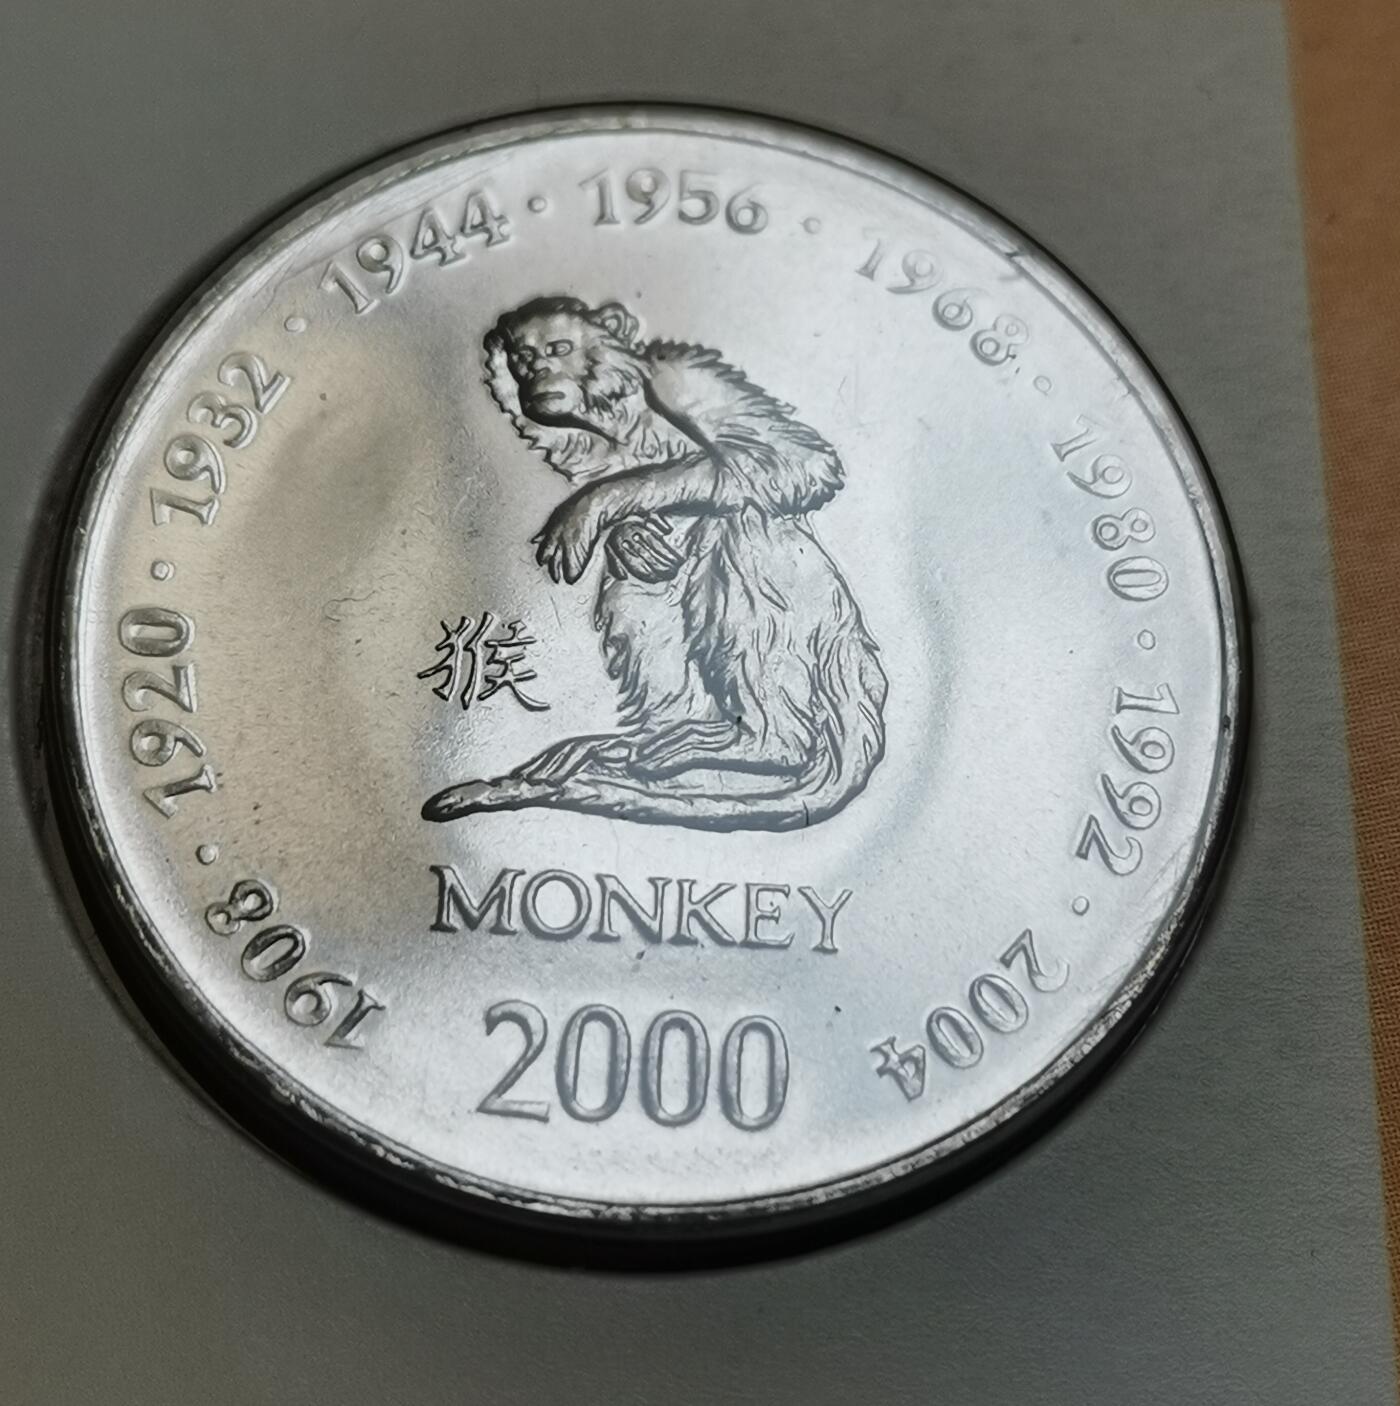 1908 · 1920 · 1932 · 1944 · 1956 · 1968 · 1980 · 1992 · 2004
猴
MONKEY
2000